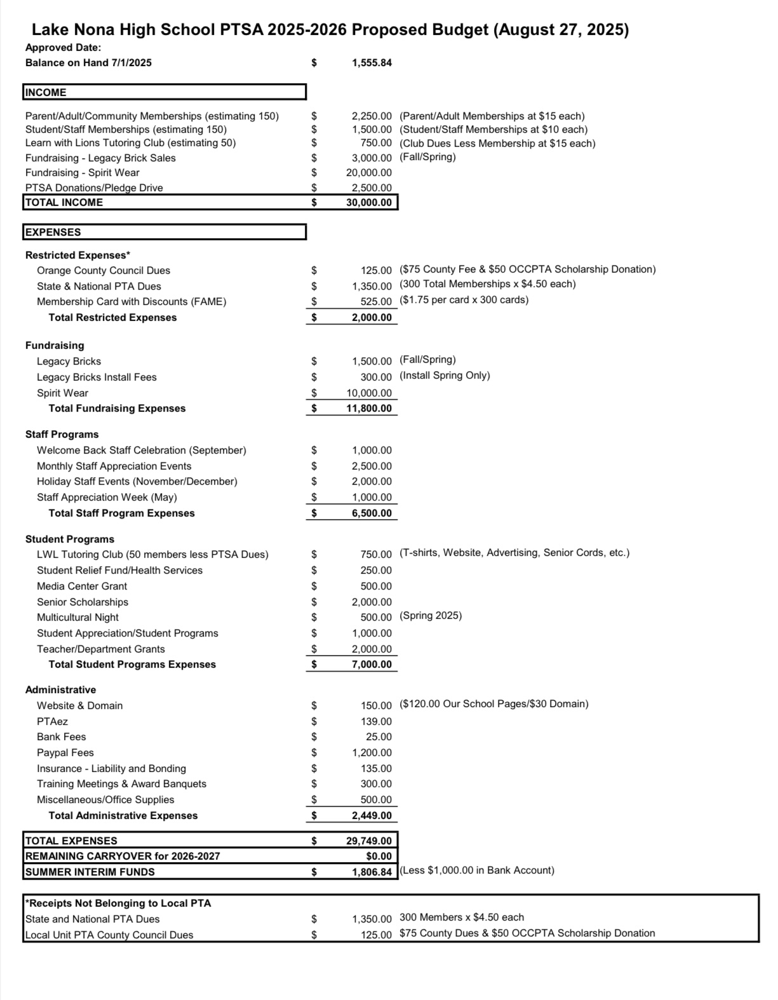 Lake Nona High School PTSA 2025-2026 Proposed Budget (August 27, 2025)
Approved Date:
Balance on Hand 7/1/2025 $ 1,555.84
INCOME
Parent/Adult/Community Memberships (estimating 150) $ 2,250.00 (Parent/Adult Memberships at $15 each)
Student/Staff Memberships (estimating 150) $ 1,500.00 (Student/Staff Memberships at $10 each)
Learn with Lions Tutoring Club (estimating 50) $ 750.00 (Club Dues Less Membership at $15 each)
Fundraising - Legacy Brick Sales $ 3,000.00 (Fall/Spring)
Fundraising - Spirit Wear $ 20,000.00
PTSA Donations/Pledge Drive $ 2,500.00
TOTAL INCOME $ 30,000.00
EXPENSES
Restricted Expenses*
Orange County Council Dues $ 125.00 ($75 County Fee & $50 OCCPTA Scholarship Donation)
State & National PTA Dues $ 1,350.00 (300 Total Memberships x $4.50 each)
Membership Card with Discounts (FAME) $ 525.00 ($1.75 per card x 300 cards)
Total Restricted Expenses $ 2,000.00
Fundraising
Legacy Bricks $ 1,500.00 (Fall/Spring)
Legacy Bricks Install Fees $ 300.00 (Install Spring Only)
Spirit Wear $ 10,000.00
Total Fundraising Expenses $ 11,800.00
Staff Programs
Welcome Back Staff Celebration (September) $ 1,000.00
Monthly Staff Appreciation Events $ 2,500.00
Holiday Staff Events (November/December) $ 2,000.00
Staff Appreciation Week (May) $ 1,000.00
Total Staff Program Expenses $ 6,500.00
Student Programs
LWL Tutoring Club (50 members less PTSA Dues) $ 750.00 (T-shirts, Website, Advertising, Senior Cords, etc.)
Student Relief Fund/Health Services $ 250.00
Media Center Grant $ 500.00
Senior Scholarships $ 2,000.00
Multicultural Night $ 500.00 (Spring 2025)
Student Appreciation/Student Programs $ 1,000.00
Teacher/Department Grants $ 2,000.00
Total Student Programs Expenses $ 7,000.00
Administrative
Website & Domain $ 150.00 ($120.00 Our School Pages/$30 Domain)
PTAez $ 139.00
Bank Fees $ 25.00
Paypal Fees $ 1,200.00
Insurance - Liability and Bonding $ 135.00
Training Meetings & Award Banquets $ 300.00
Miscellaneous/Office Supplies $ 500.00
Total Administrative Expenses $ 2,449.00
TOTAL EXPENSES $ 29,749.00
REMAINING CARRYOVER for 2026-2027 $0.00
SUMMER INTERIM FUNDS $ 1,806.84 (Less $1,000.00 in Bank Account)
*Receipts Not Belonging to Local PTA
State and National PTA Dues $ 1,350.00 300 Members x $4.50 each
Local Unit PTA County Council Dues $ 125.00 $75 County Dues & $50 OCCPTA Scholarship Donation